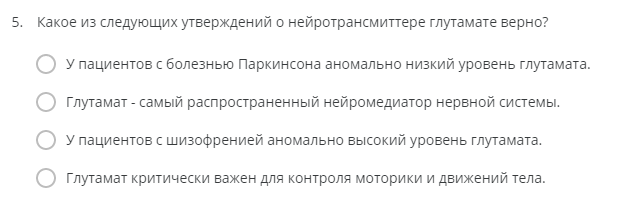 5. Какое из следующих утверждений о нейротрансмиттере глутамате верно?
У пациентов с болезнью Паркинсона аномально низкий уровень глутамата.
Глутамат - самый распространенный нейромедиатор нервной системы.
У пациентов с шизофренией аномально высокий уровень глутамата.
Глутамат критически важен для контроля моторики и движений тела.